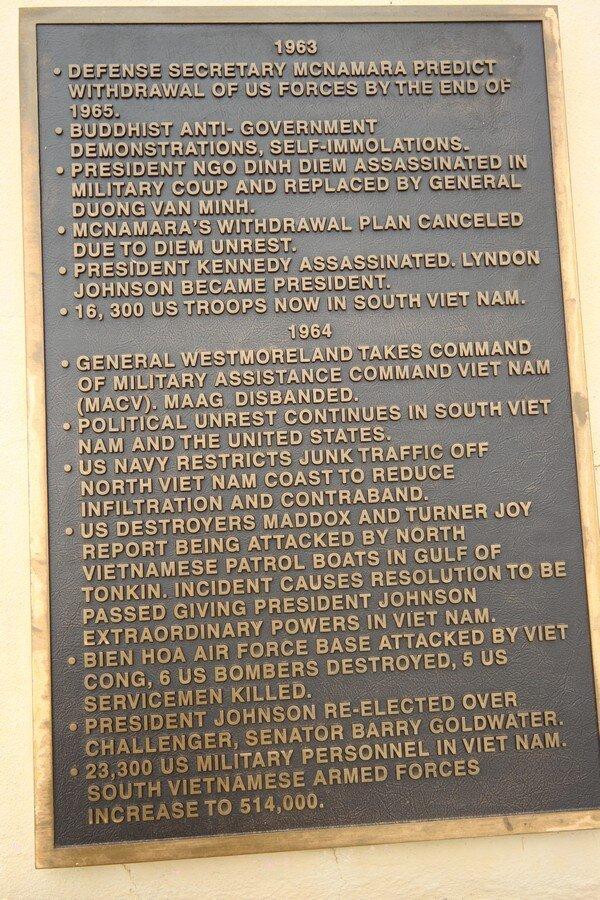 1963
• DEFENSE SECRETARY MCNAMARA PREDICT
WITHDRAWAL OF US FORCES BY THE END OF
1965.
• BUDDHIST ANTI- GOVERNMENT
DEMONSTRATIONS, SELF-IMMOLATIONS.
• PRESIDENT NGO DINH DIEM ASSASSINATED IN
MILITARY COUP AND REPLACED BY GENERAL
DUONG VAN MINH.
• MCNAMARA'S WITHDRAWAL PLAN CANCELED
DUE TO DIEM UNREST.
• PRESIDENT KENNEDY ASSASSINATED. LYNDON
JOHNSON BECAME PRESIDENT.
• 16, 300 US TROOPS NOW IN SOUTH VIET NAM.
1964
• GENERAL WESTMORELAND TAKES COMMAND
OF MILITARY ASSISTANCE COMMAND VIET NAM
(MACV). MAAG DISBANDED.
• POLITICAL UNREST CONTINUES IN SOUTH VIET
NAM AND THE UNITED STATES.
• US NAVY RESTRICTS JUNK TRAFFIC OFF
NORTH VIET NAM COAST TO REDUCE
INFILTRATION AND CONTRABAND.
• US DESTROYERS MADDOX AND TURNER JOY
REPORT BEING ATTACKED BY NORTH
VIETNAMESE PATROL BOATS IN GULF OF
TONKIN. INCIDENT CAUSES RESOLUTION TO BE
PASSED GIVING PRESIDENT JOHNSON
EXTRAORDINARY POWERS IN VIET NAM.
• BIEN HOA AIR FORCE BASE ATTACKED BY VIET
CONG, 6 US BOMBERS DESTROYED, 5 US
SERVICEMEN KILLED.
• PRESIDENT JOHNSON RE-ELECTED OVER
CHALLENGER, SENATOR BARRY GOLDWATER.
• 23,300 US MILITARY PERSONNEL IN VIET NAM.
SOUTH VIETNAMESE ARMED FORCES
INCREASE TO 514,000.